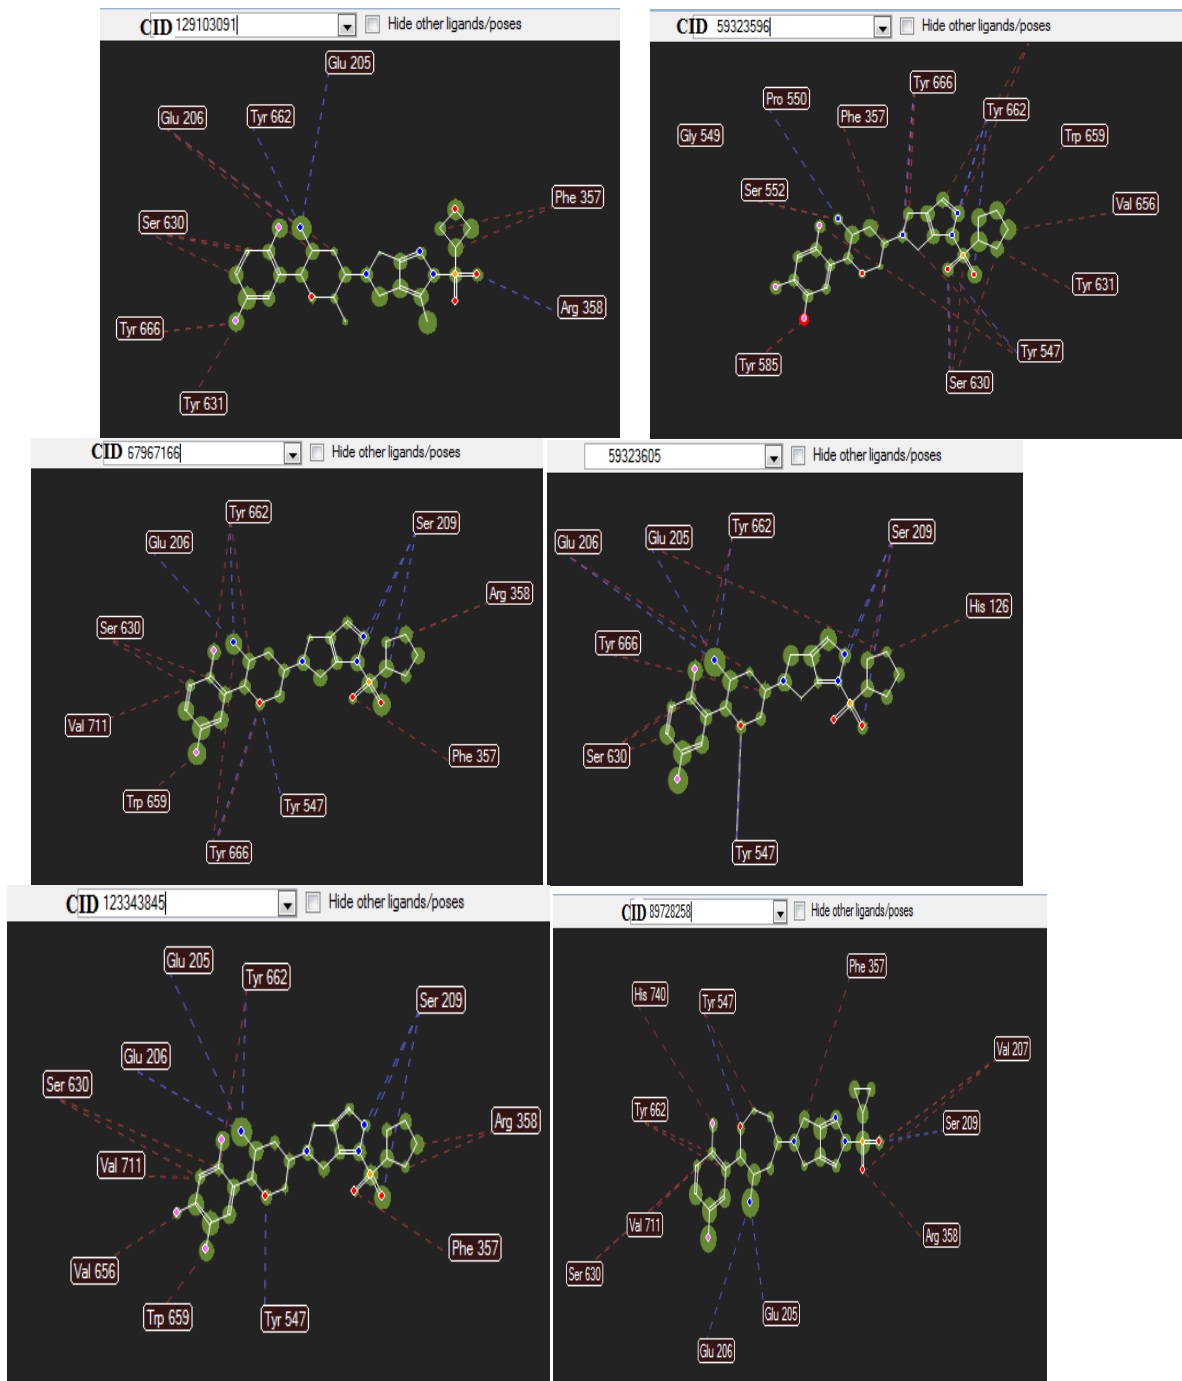 CID 129103091 Hide other ligands/poses
Glu 205
Glu 206
Tyr 662
Phe 357
Ser 630
Arg 358
Tyr 666
Tyr 631
CID 59323596 Hide other ligands/poses
Tyr 666
Pro 550
Phe 357
Tyr 662
Gly 549
Trp 659
Ser 552
Val 656
Tyr 631
Tyr 547
Tyr 585
Ser 630
CID 67967166 Hide other ligands/poses
Tyr 662
Ser 209
Glu 206
Arg 358
Ser 630
Val 711
Phe 357
Trp 659
Tyr 547
Tyr 666
59323605 Hide other ligands/poses
Tyr 662
Glu 206
Glu 205
Ser 209
His 126
Tyr 666
Ser 630
Tyr 547
CID 123343845 Hide other ligands/poses
Glu 205
Tyr 662
Ser 209
Glu 206
Ser 630
Arg 358
Val 711
Phe 357
Val 656
Trp 659
Tyr 547
CID 89728258 Hide other ligands/poses
Phe 357
His 740
Tyr 547
Val 207
Tyr 662
Ser 209
Val 711
Arg 358
Ser 630
Glu 205
Glu 206